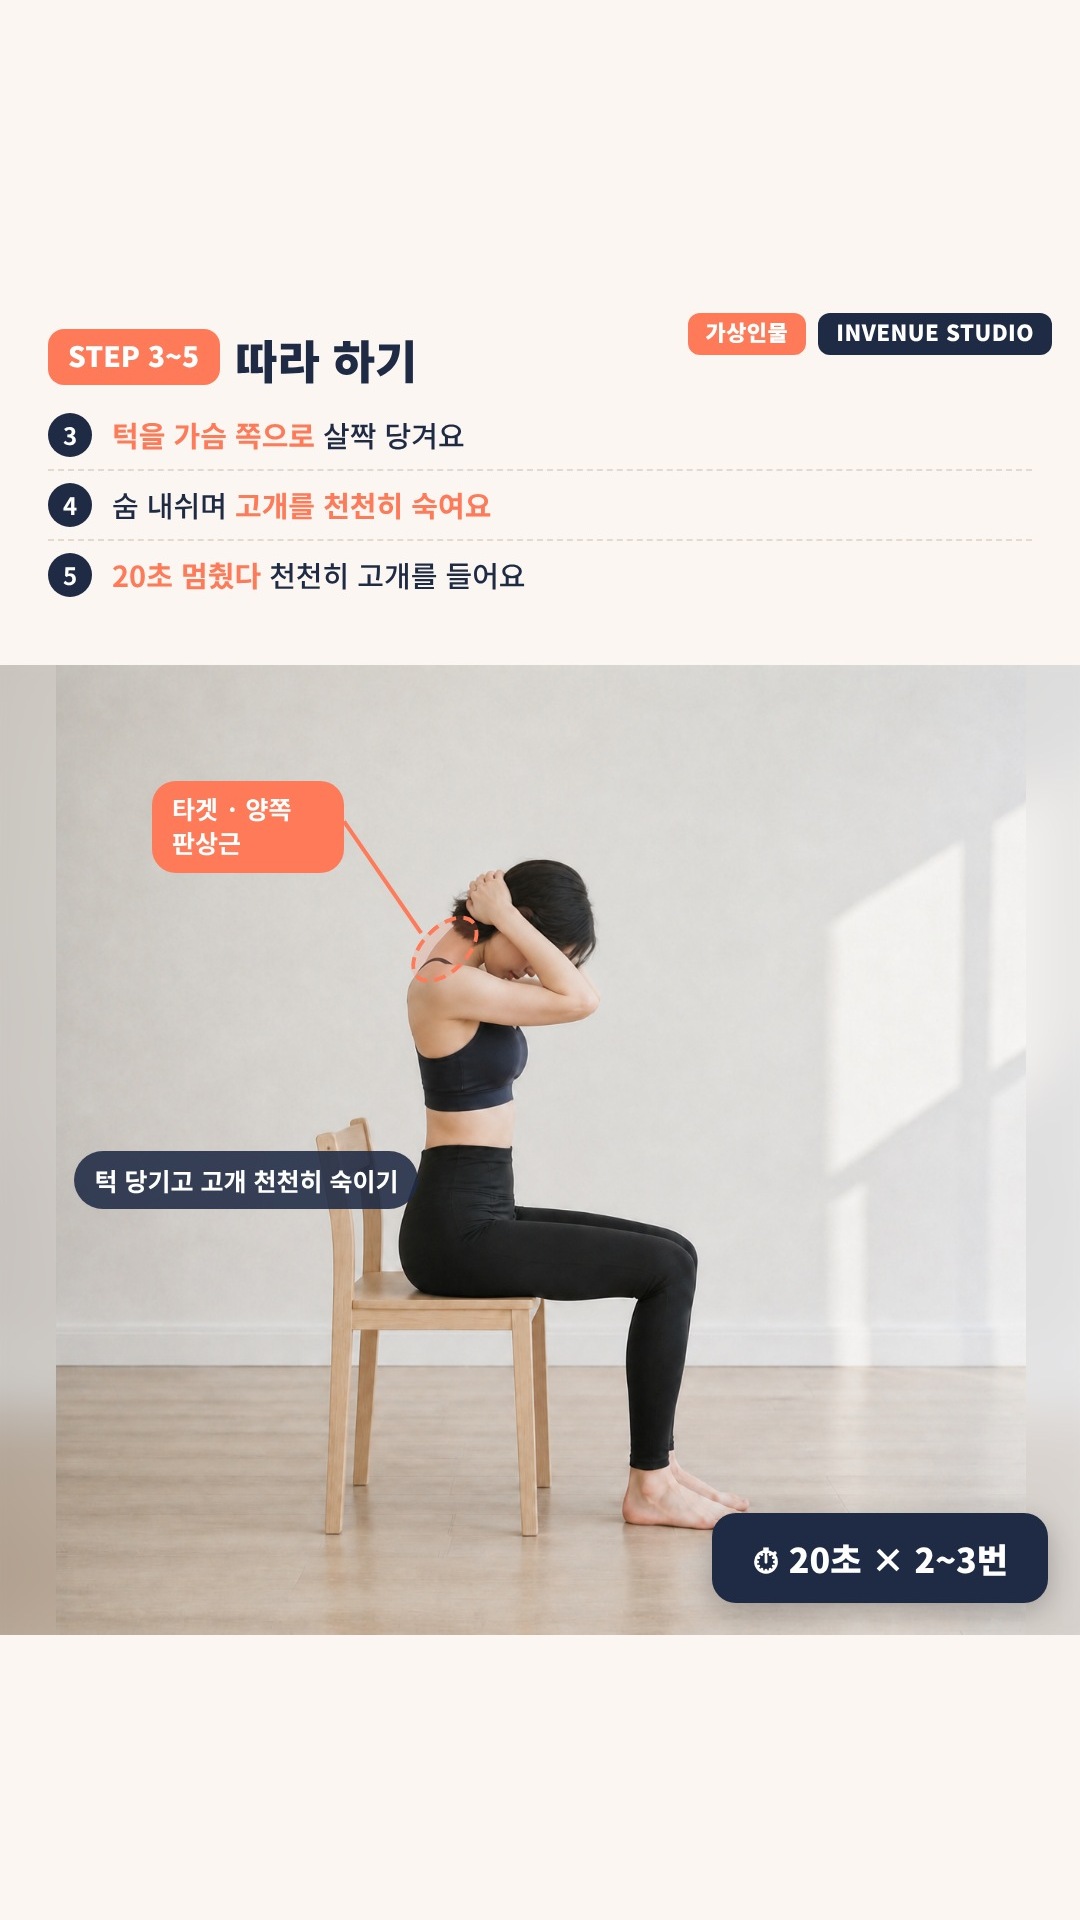 가상인물
INVENUE STUDIO
STEP 3~5 따라 하기
3 턱을 가슴 쪽으로 살짝 당겨요
4 숨 내쉬며 고개를 천천히 숙여요
5 20초 멈췄다 천천히 고개를 들어요
타겟 · 양쪽
판상근
턱 당기고 고개 천천히 숙이기
⏱ 20초 × 2~3번